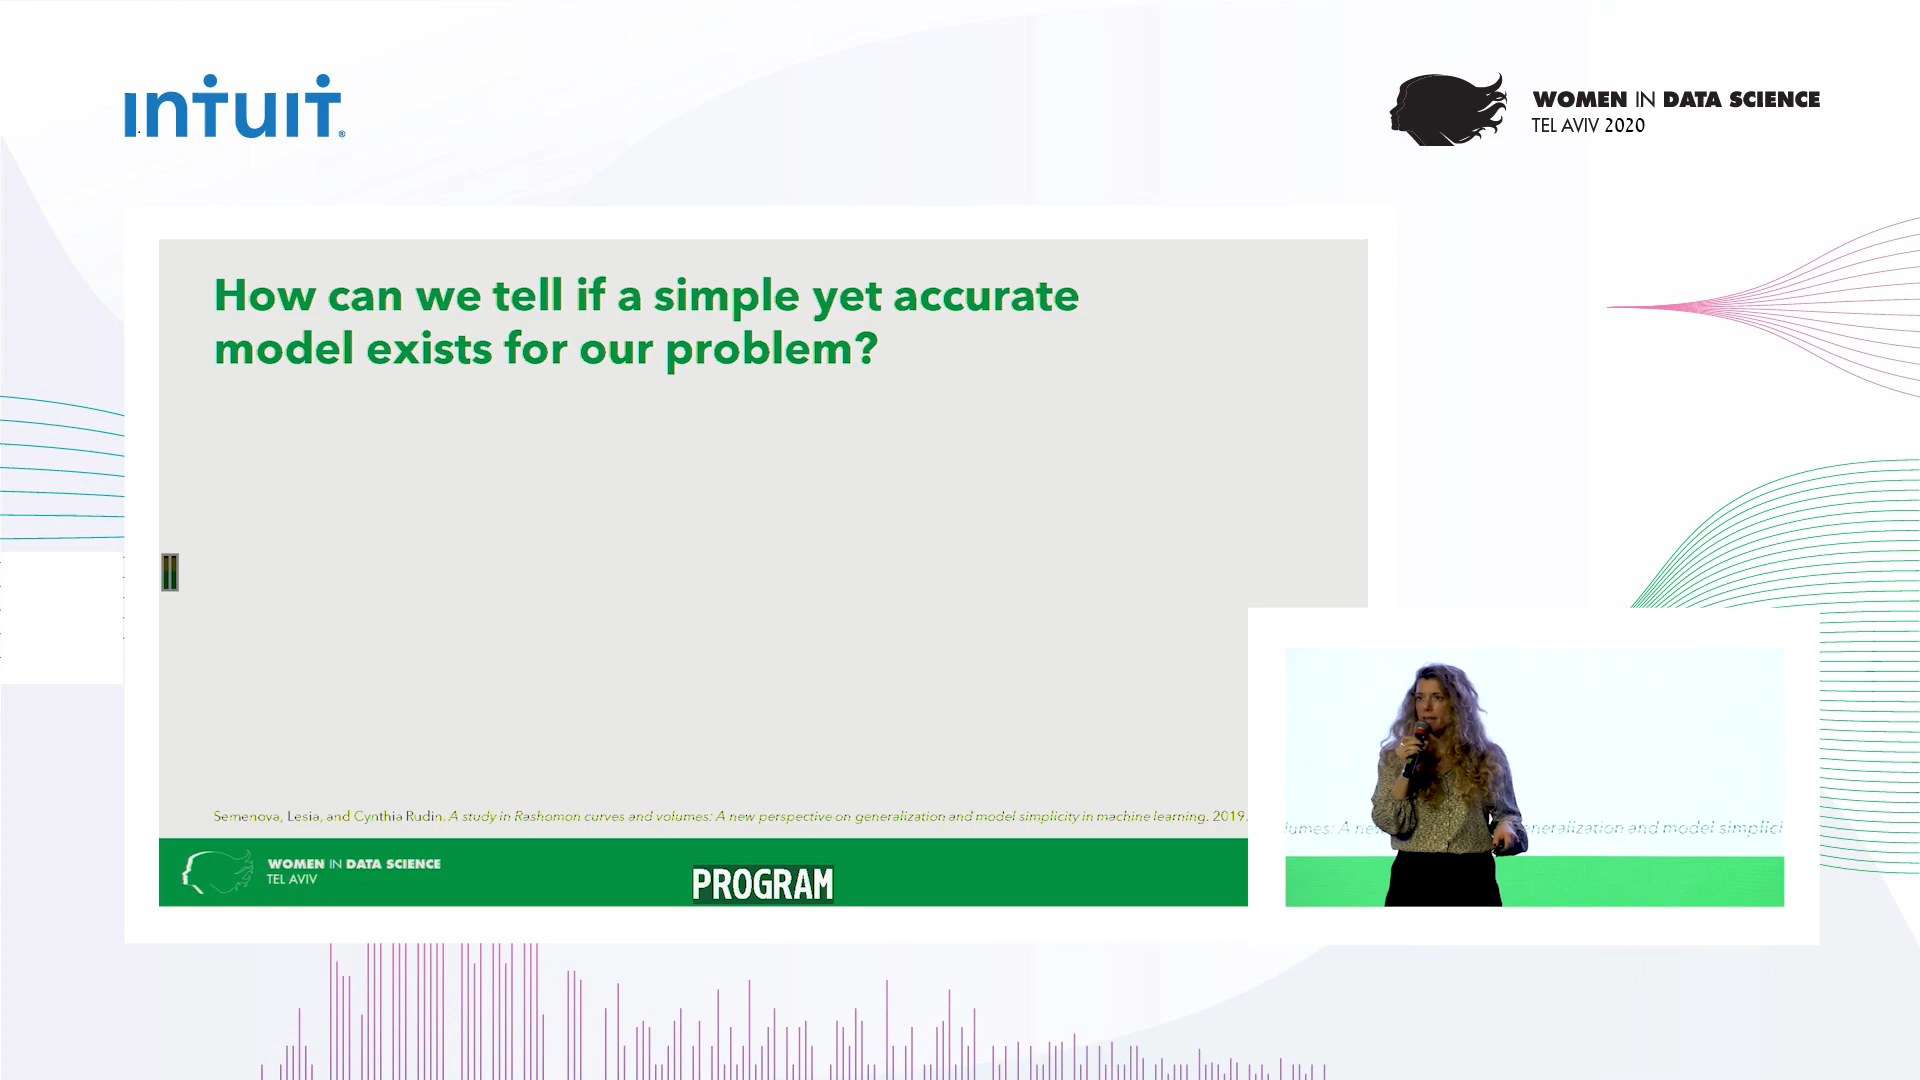 INTUIT
WOMEN IN DATA SCIENCE
TEL AVIV 2020
How can we tell if a simple yet accurate
model exists for our problem?
Semenova, Lesia, and Cynthia Rudin. A study in Rashomon curves and volumes: A new perspective on generalization and model simplicity in machine learning. 2019.
WOMEN IN DATA SCIENCE
TEL AVIV
PROGRAM
lumes: A ne eneralization and model simplici